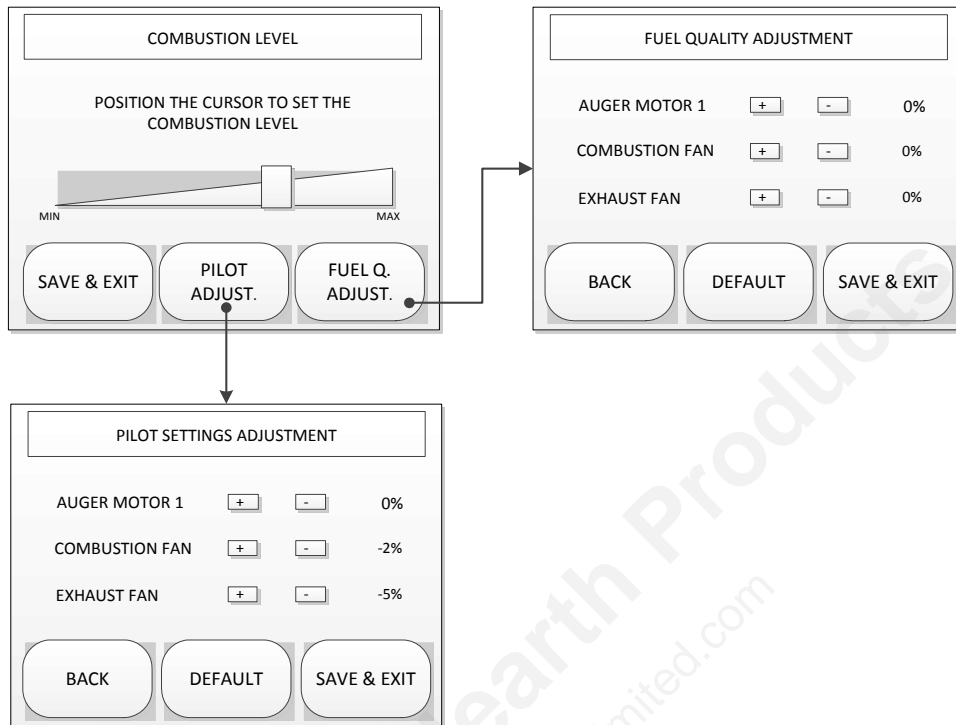 COMBUSTION LEVEL
POSITION THE CURSOR TO SET THE
COMBUSTION LEVEL
MIN MAX
SAVE & EXIT
PILOT
ADJUST.
FUEL Q.
ADJUST.
FUEL QUALITY ADJUSTMENT
AUGER MOTOR 1 + - 0%
COMBUSTION FAN + - 0%
EXHAUST FAN + - 0%
BACK DEFAULT SAVE & EXIT
PILOT SETTINGS ADJUSTMENT
AUGER MOTOR 1 + - 0%
COMBUSTION FAN + - -2%
EXHAUST FAN + - -5%
BACK DEFAULT SAVE & EXIT
Products